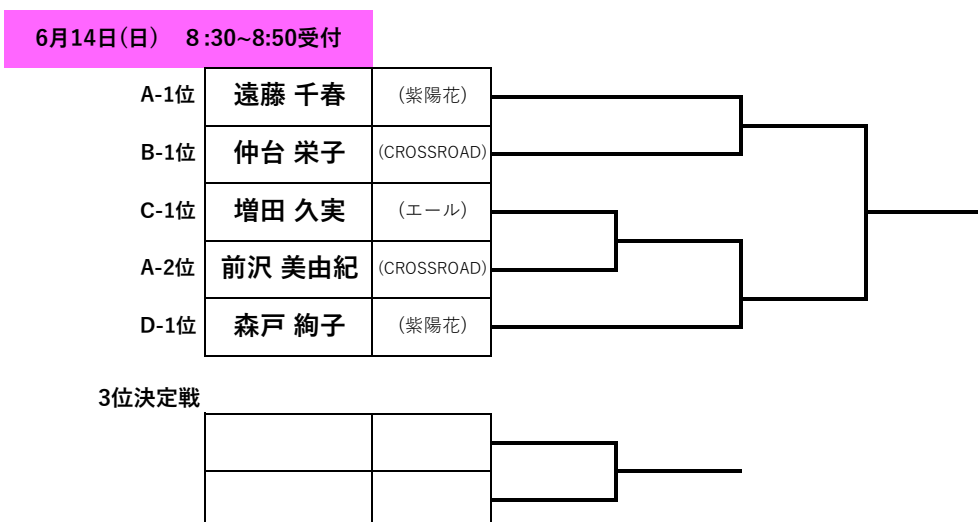 6月14日(日)　８:30~8:50受付
A-1位 遠藤 千春 (紫陽花)
B-1位 仲台 栄子 (CROSSROAD)
C-1位 増田 久実 (エール)
A-2位 前沢 美由紀 (CROSSROAD)
D-1位 森戸 絢子 (紫陽花)
3位決定戦